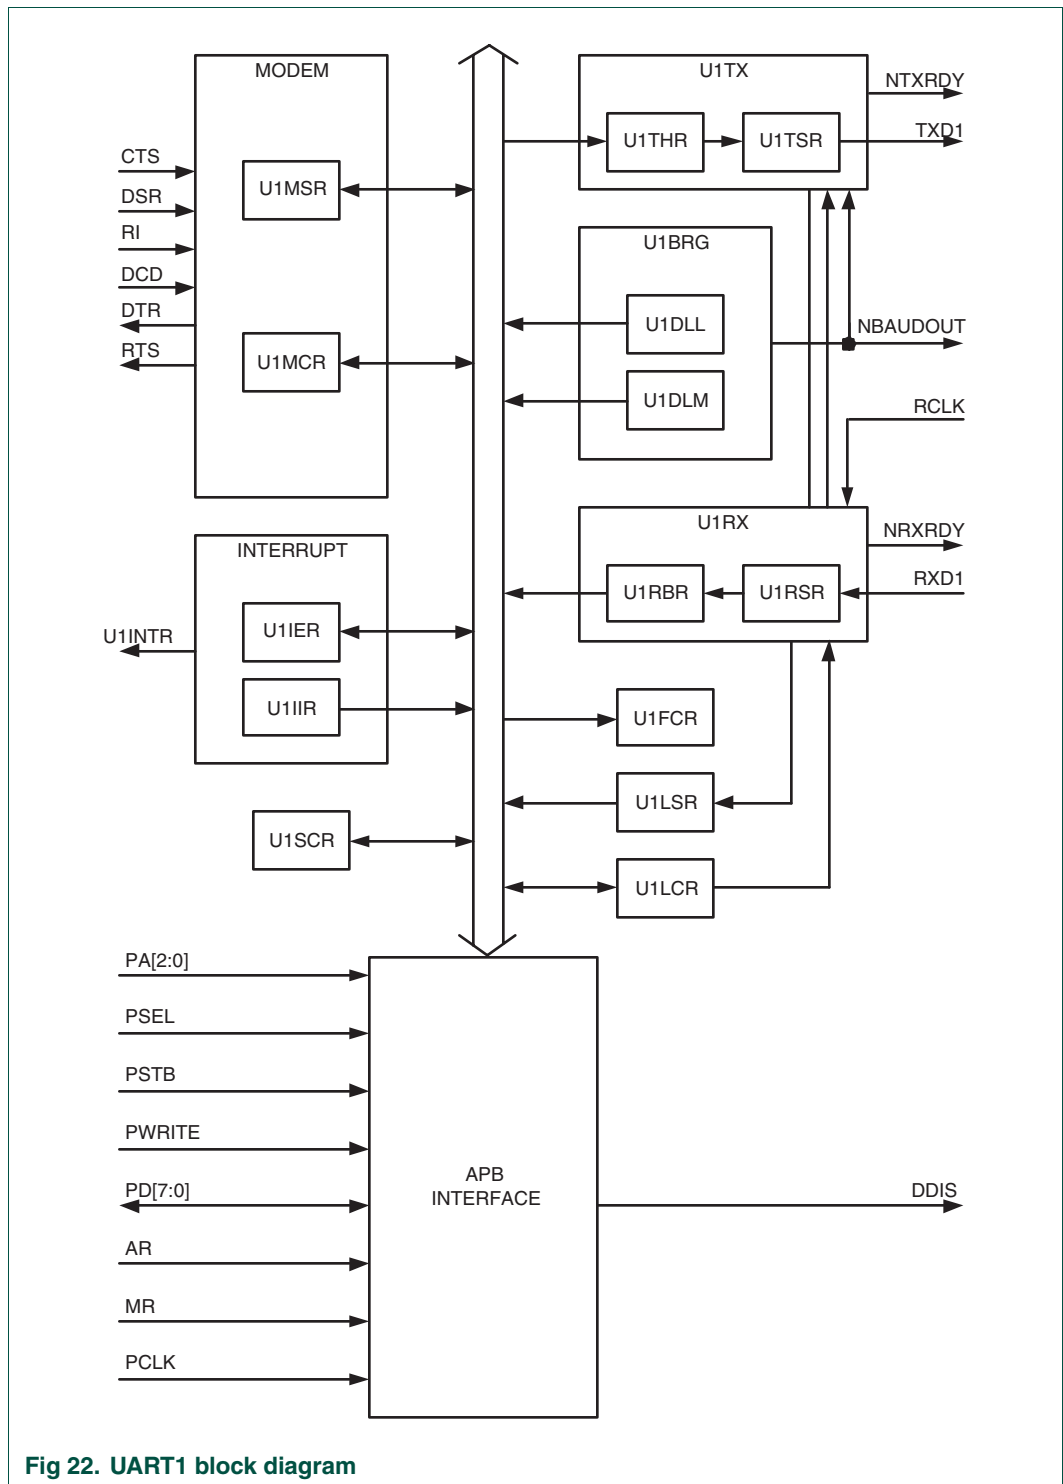 MODEM
CTS
DSR
RI
DCD
DTR
RTS
U1MSR
U1MCR
INTERRUPT
U1INTR
U1IER
U1IIR
U1SCR
U1TX
NTXRDY
U1THR
U1TSR
TXD1
U1BRG
U1DLL
U1DLM
NBAUDOUT
RCLK
U1RX
NRXRDY
U1RBR
U1RSR
RXD1
U1FCR
U1LSR
U1LCR
PA[2:0]
PSEL
PSTB
PWRITE
PD[7:0]
AR
MR
PCLK
APB
INTERFACE
DDIS
Fig 22. UART1 block diagram